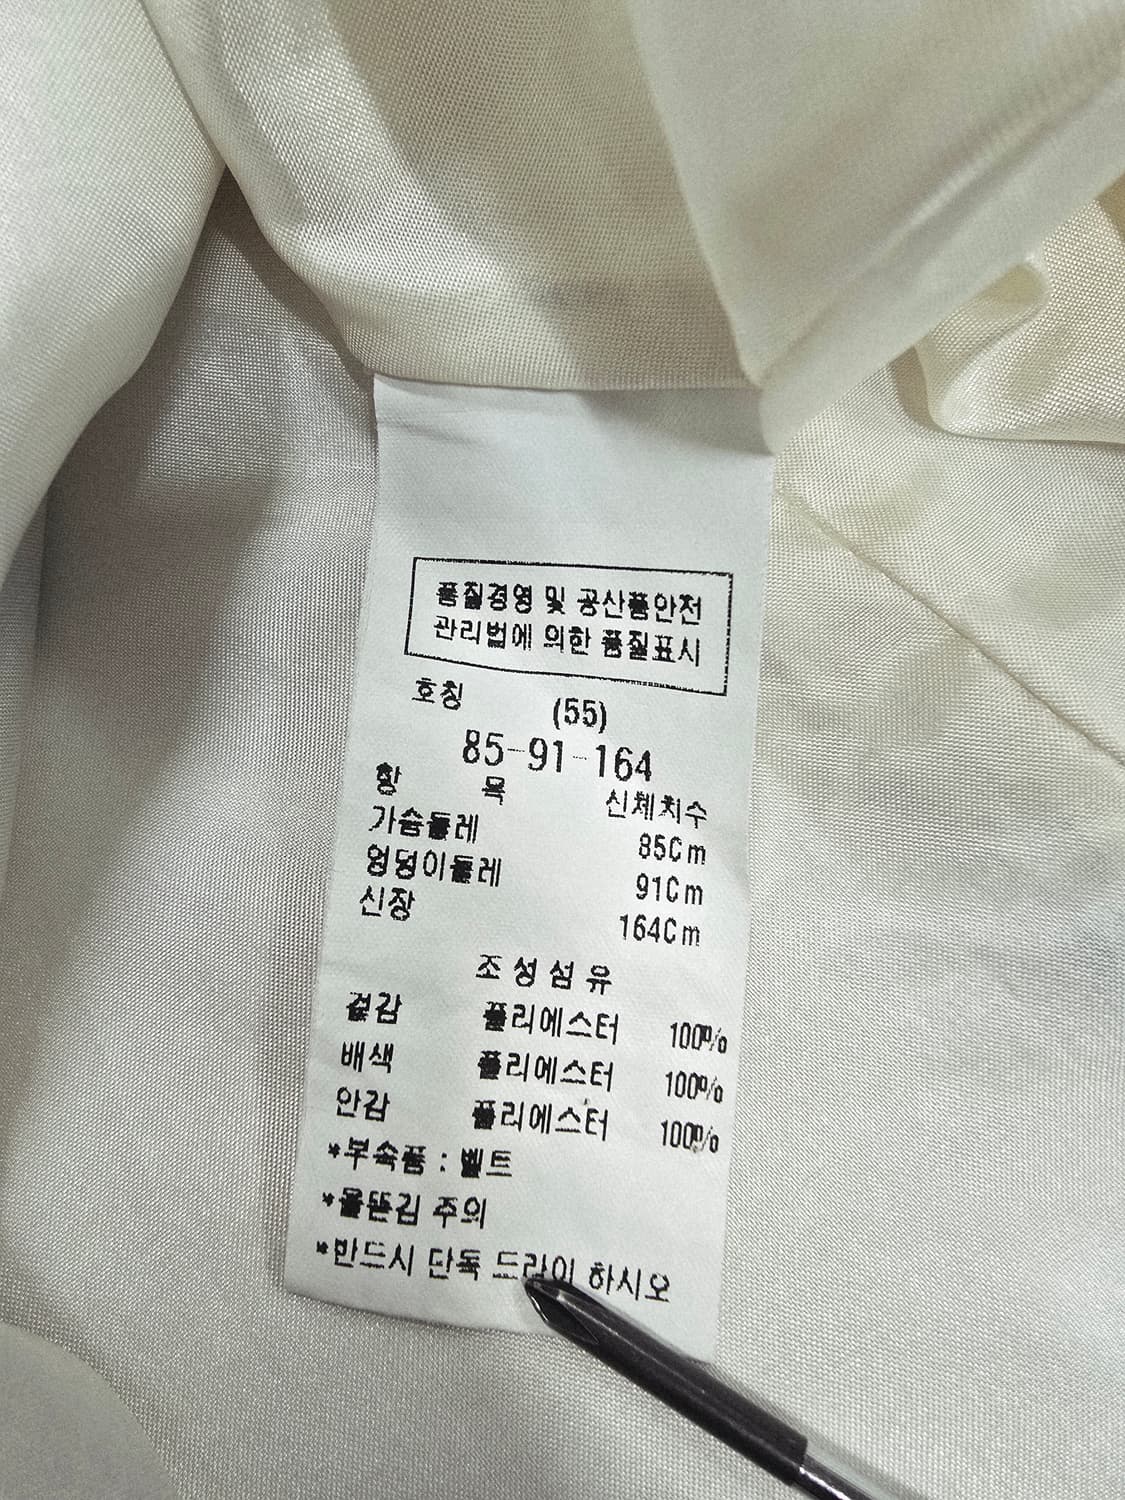 품질경영 및 공산품안전
관리법에 의한 품질표시
호칭 (55)
85-91-164
항 목 신체치수
가슴둘레 85Cm
엉덩이둘레 91Cm
신장 164Cm
조성섬유
겉감 폴리에스터 100%
배색 폴리에스터 100%
안감 폴리에스터 100%
*부속품 : 벨트
*올뜯김 주의
*반드시 단독 드라이 하시오